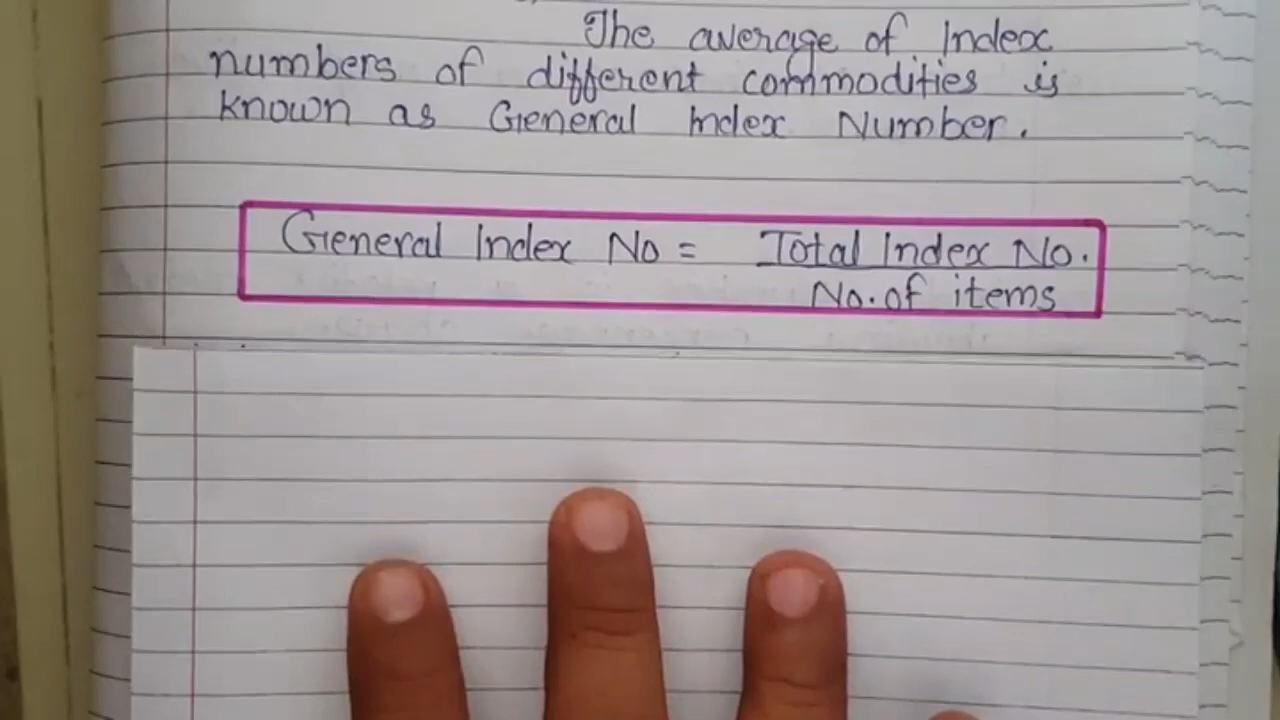 The average of Index
numbers of different commodities is
known as General Index Number.
General Index No = Total Index No.
No. of items